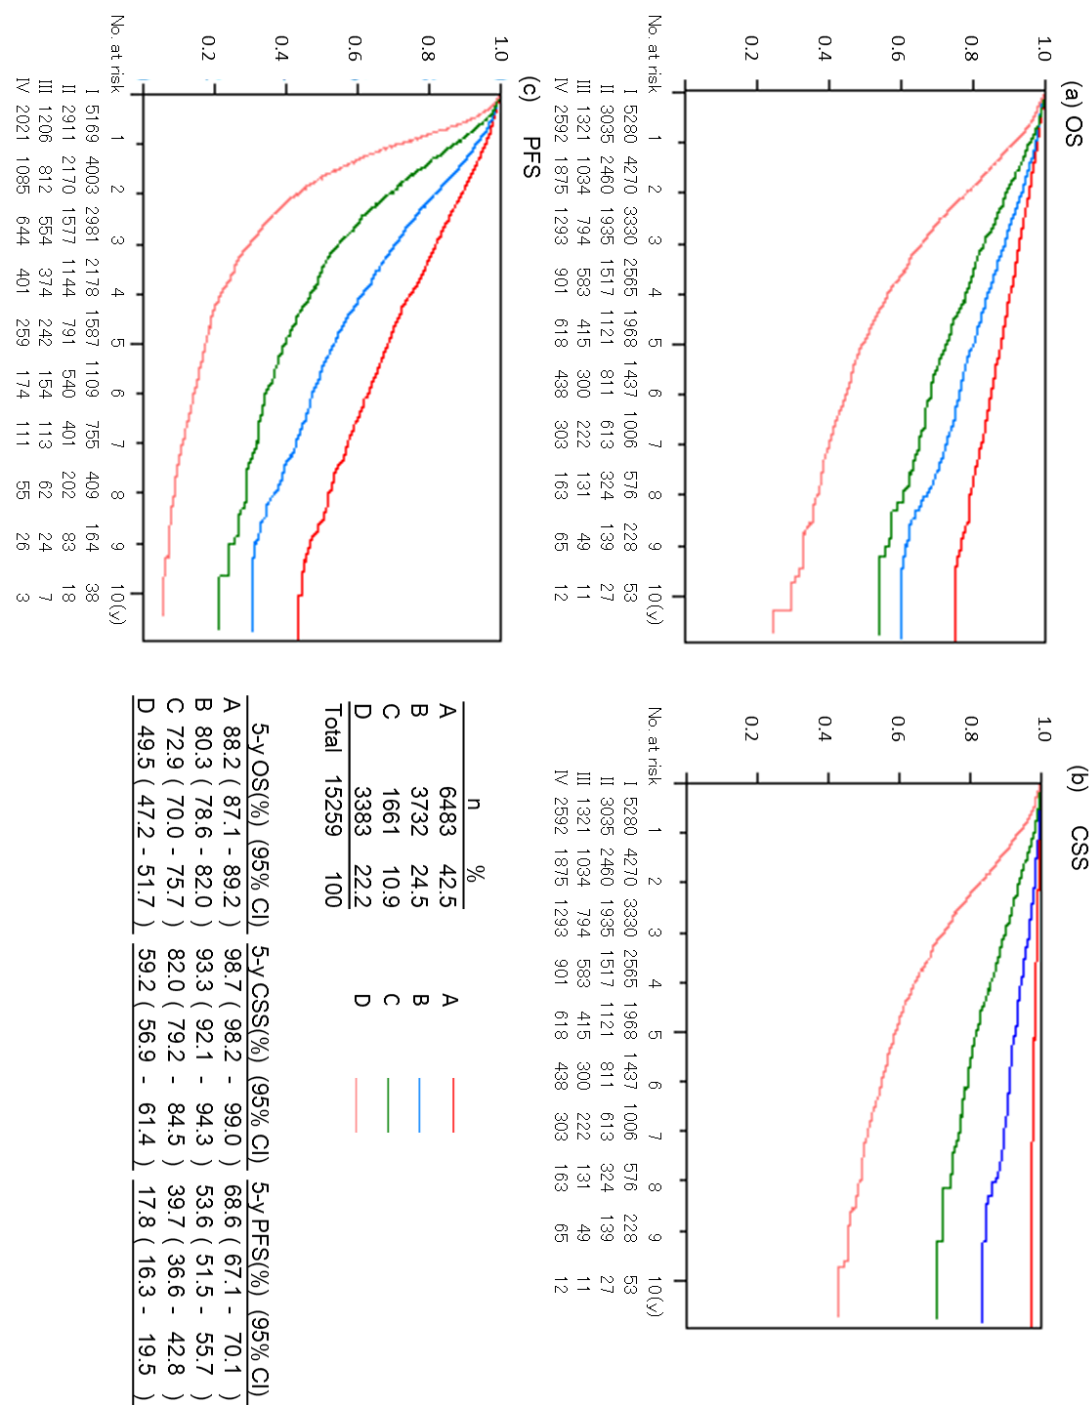 (a) OS
1.0
0.8
0.6
0.4
0.2
No. at risk 1 2 3 4 5 6 7 8 9 10(y)
I 5280 4270 3330 2565 1968 1437 1006 576 228 53
II 3035 2460 1935 1517 1121 811 613 324 139 27
III 1321 1034 794 583 415 300 222 131 49 11
IV 2592 1875 1293 901 618 438 303 163 65 12
(b) CSS
1.0
0.8
0.6
0.4
0.2
No. at risk 1 2 3 4 5 6 7 8 9 10(y)
I 5280 4270 3330 2565 1968 1437 1006 576 228 53
II 3035 2460 1935 1517 1121 811 613 324 139 27
III 1321 1034 794 583 415 300 222 131 49 11
IV 2592 1875 1293 901 618 438 303 163 65 12
(c) PFS
1.0
0.8
0.6
0.4
0.2
No. at risk 1 2 3 4 5 6 7 8 9 10(y)
I 5169 4003 2981 2178 1587 1109 755 409 164 38
II 2911 2170 1577 1144 791 540 401 202 83 18
III 1206 812 554 374 242 154 113 62 24 7
IV 2021 1085 644 401 259 174 111 55 26 3
n %
A 6483 42.5
B 3732 24.5
C 1661 10.9
D 3383 22.2
Total 15259 100
A
B
C
D
5-y OS(%) (95% CI) 5-y CSS(%) (95% CI) 5-y PFS(%) (95% CI)
A 88.2 ( 87.1 - 89.2 ) 98.7 ( 98.2 - 99.0 ) 68.6 ( 67.1 - 70.1 )
B 80.3 ( 78.6 - 82.0 ) 93.3 ( 92.1 - 94.3 ) 53.6 ( 51.5 - 55.7 )
C 72.9 ( 70.0 - 75.7 ) 82.0 ( 79.2 - 84.5 ) 39.7 ( 36.6 - 42.8 )
D 49.5 ( 47.2 - 51.7 ) 59.2 ( 56.9 - 61.4 ) 17.8 ( 16.3 - 19.5 )